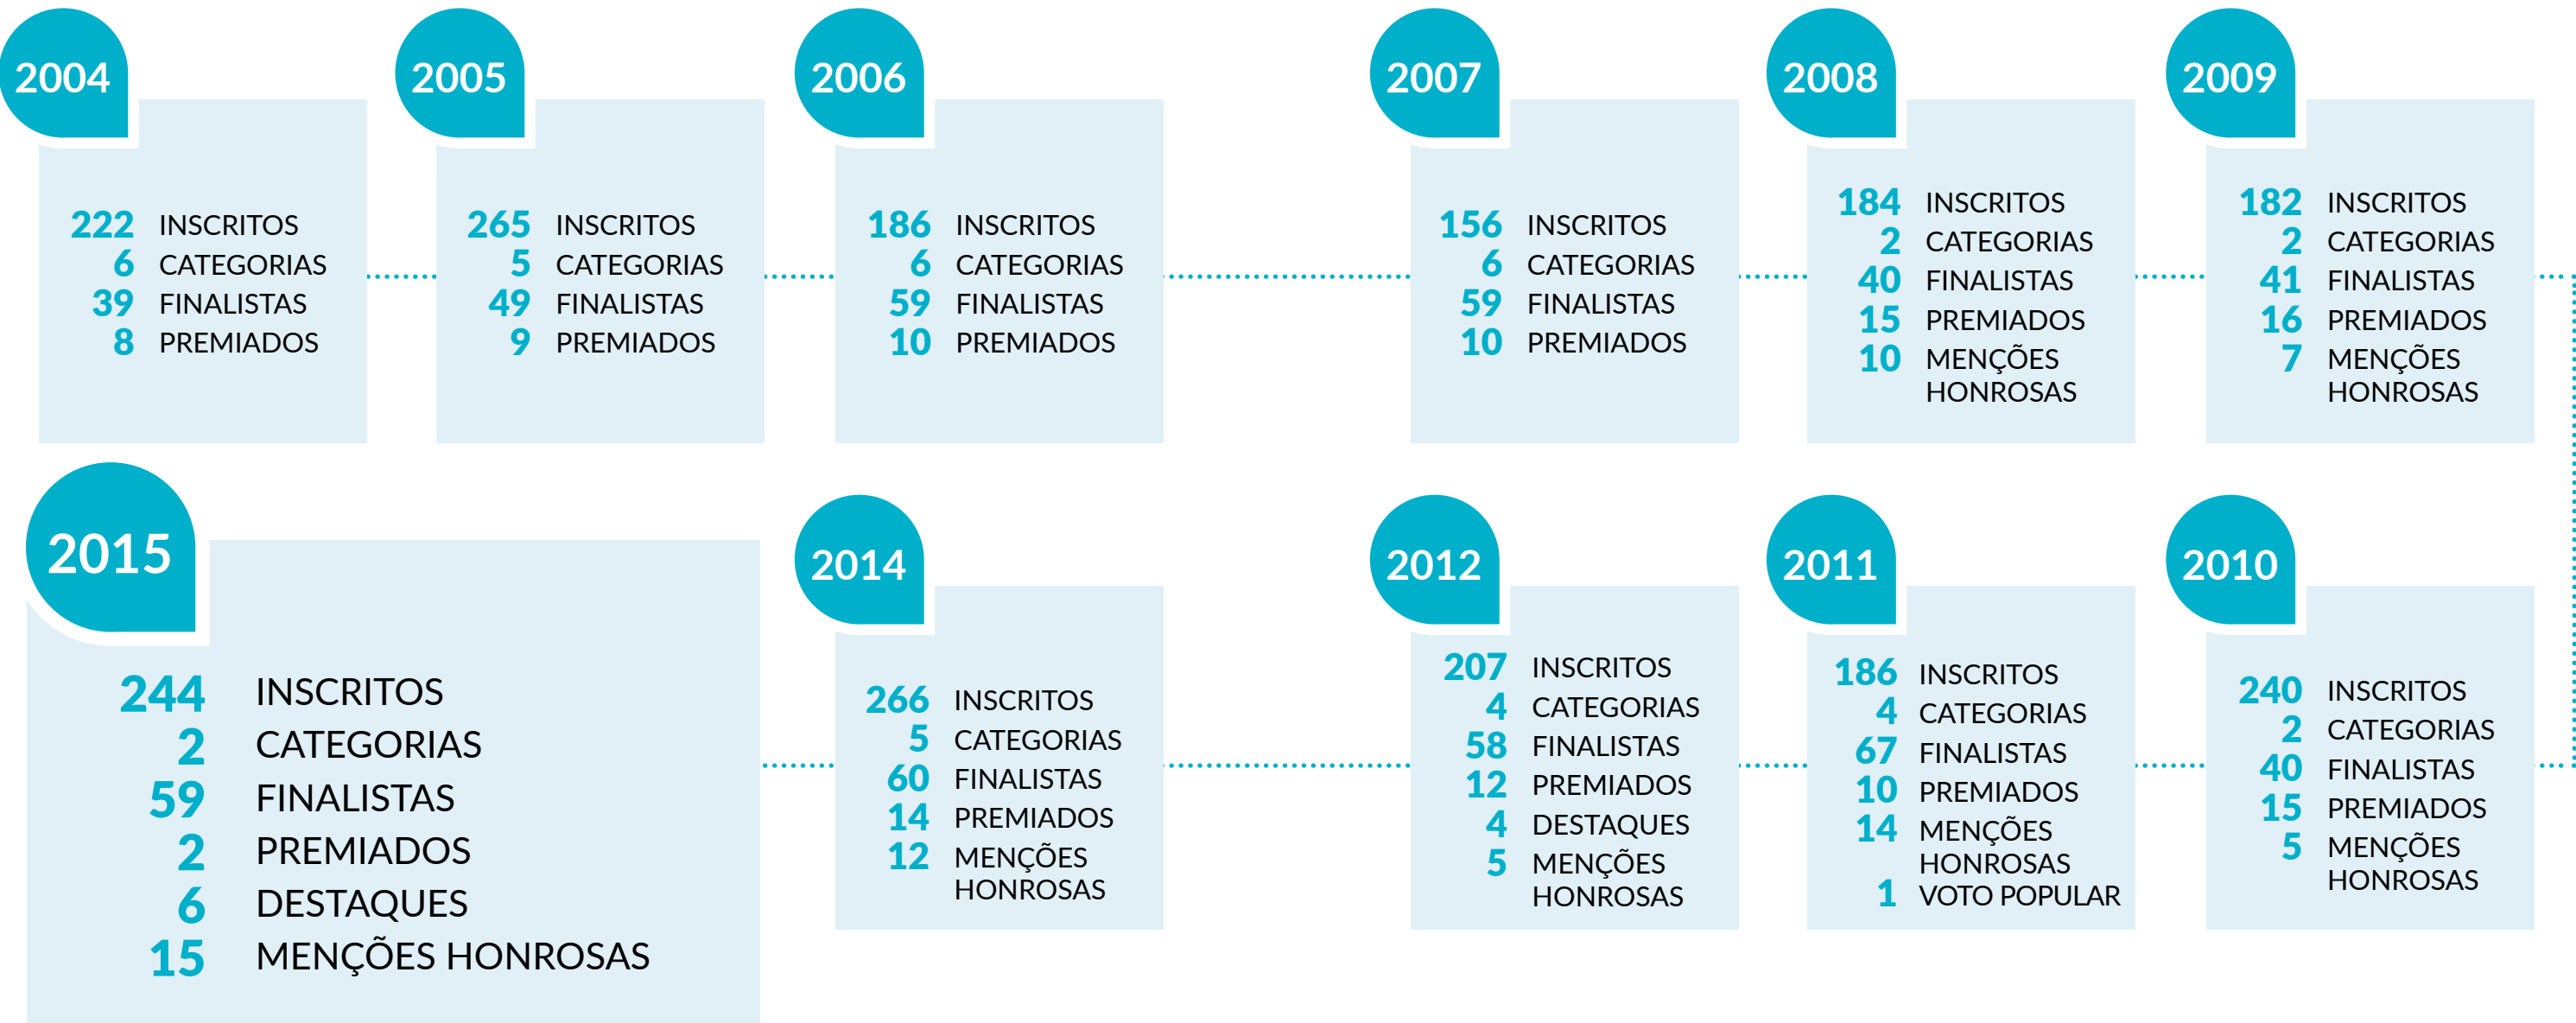 2004
222 INSCRITOS
6 CATEGORIAS
39 FINALISTAS
8 PREMIADOS
2005
265 INSCRITOS
5 CATEGORIAS
49 FINALISTAS
9 PREMIADOS
2006
186 INSCRITOS
6 CATEGORIAS
59 FINALISTAS
10 PREMIADOS
2007
156 INSCRITOS
6 CATEGORIAS
59 FINALISTAS
10 PREMIADOS
2008
184 INSCRITOS
2 CATEGORIAS
40 FINALISTAS
15 PREMIADOS
10 MENÇÕES
HONROSAS
2009
182 INSCRITOS
2 CATEGORIAS
41 FINALISTAS
16 PREMIADOS
7 MENÇÕES
HONROSAS
2010
240 INSCRITOS
2 CATEGORIAS
40 FINALISTAS
15 PREMIADOS
5 MENÇÕES
HONROSAS
2011
186 INSCRITOS
4 CATEGORIAS
67 FINALISTAS
10 PREMIADOS
14 MENÇÕES
HONROSAS
1 VOTO POPULAR
2012
207 INSCRITOS
4 CATEGORIAS
58 FINALISTAS
12 PREMIADOS
4 DESTAQUES
5 MENÇÕES
HONROSAS
2014
266 INSCRITOS
5 CATEGORIAS
60 FINALISTAS
14 PREMIADOS
12 MENÇÕES
HONROSAS
2015
244 INSCRITOS
2 CATEGORIAS
59 FINALISTAS
2 PREMIADOS
6 DESTAQUES
15 MENÇÕES HONROSAS